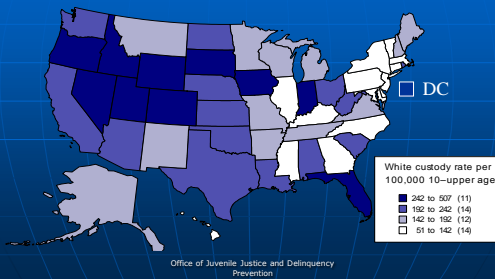 DC
White custody rate per
100,000 10–upper age
242 to 507 (11)
192 to 242 (14)
142 to 192 (12)
51 to 142 (14)
Office of Juvenile Justice and Delinquency
Prevention